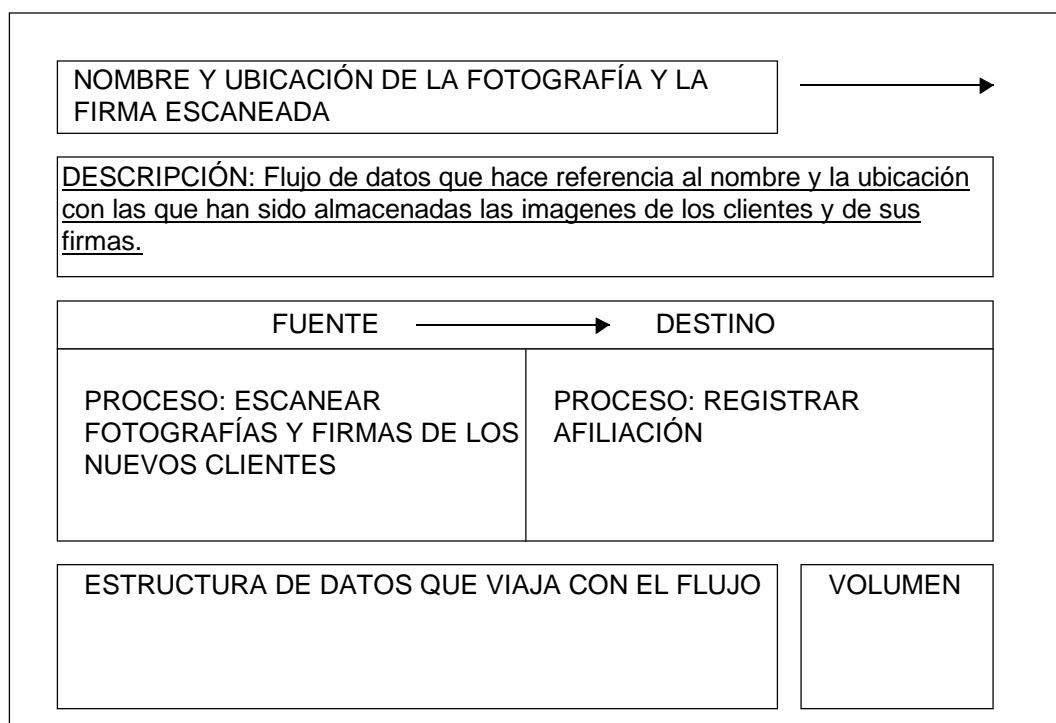 NOMBRE Y UBICACIÓN DE LA FOTOGRAFÍA Y LA
FIRMA ESCANEADA
DESCRIPCIÓN: Flujo de datos que hace referencia al nombre y la ubicación
con las que han sido almacenadas las imagenes de los clientes y de sus
firmas.
FUENTE
DESTINO
PROCESO: ESCANEAR
FOTOGRAFÍAS Y FIRMAS DE LOS
NUEVOS CLIENTES
PROCESO: REGISTRAR
AFILIACIÓN
ESTRUCTURA DE DATOS QUE VIAJA CON EL FLUJO
VOLUMEN